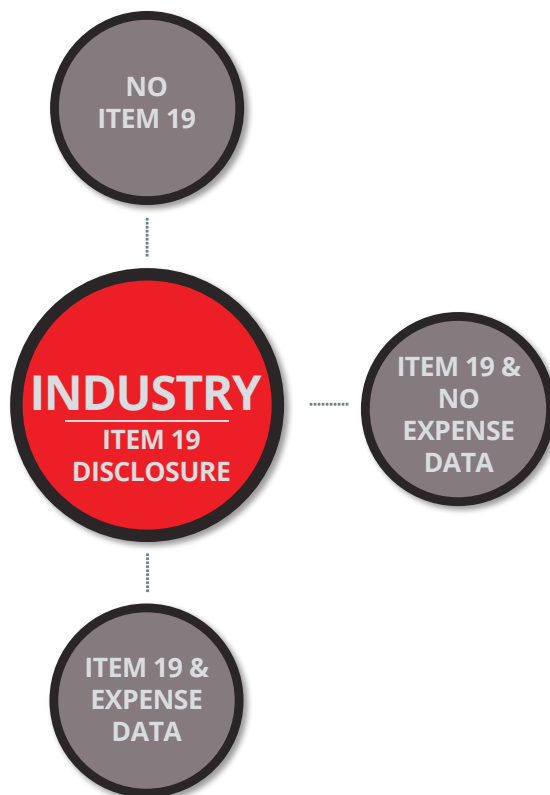 NO
ITEM 19
INDUSTRY
ITEM 19
DISCLOSURE
ITEM 19 &
NO
EXPENSE
DATA
ITEM 19 &
EXPENSE
DATA